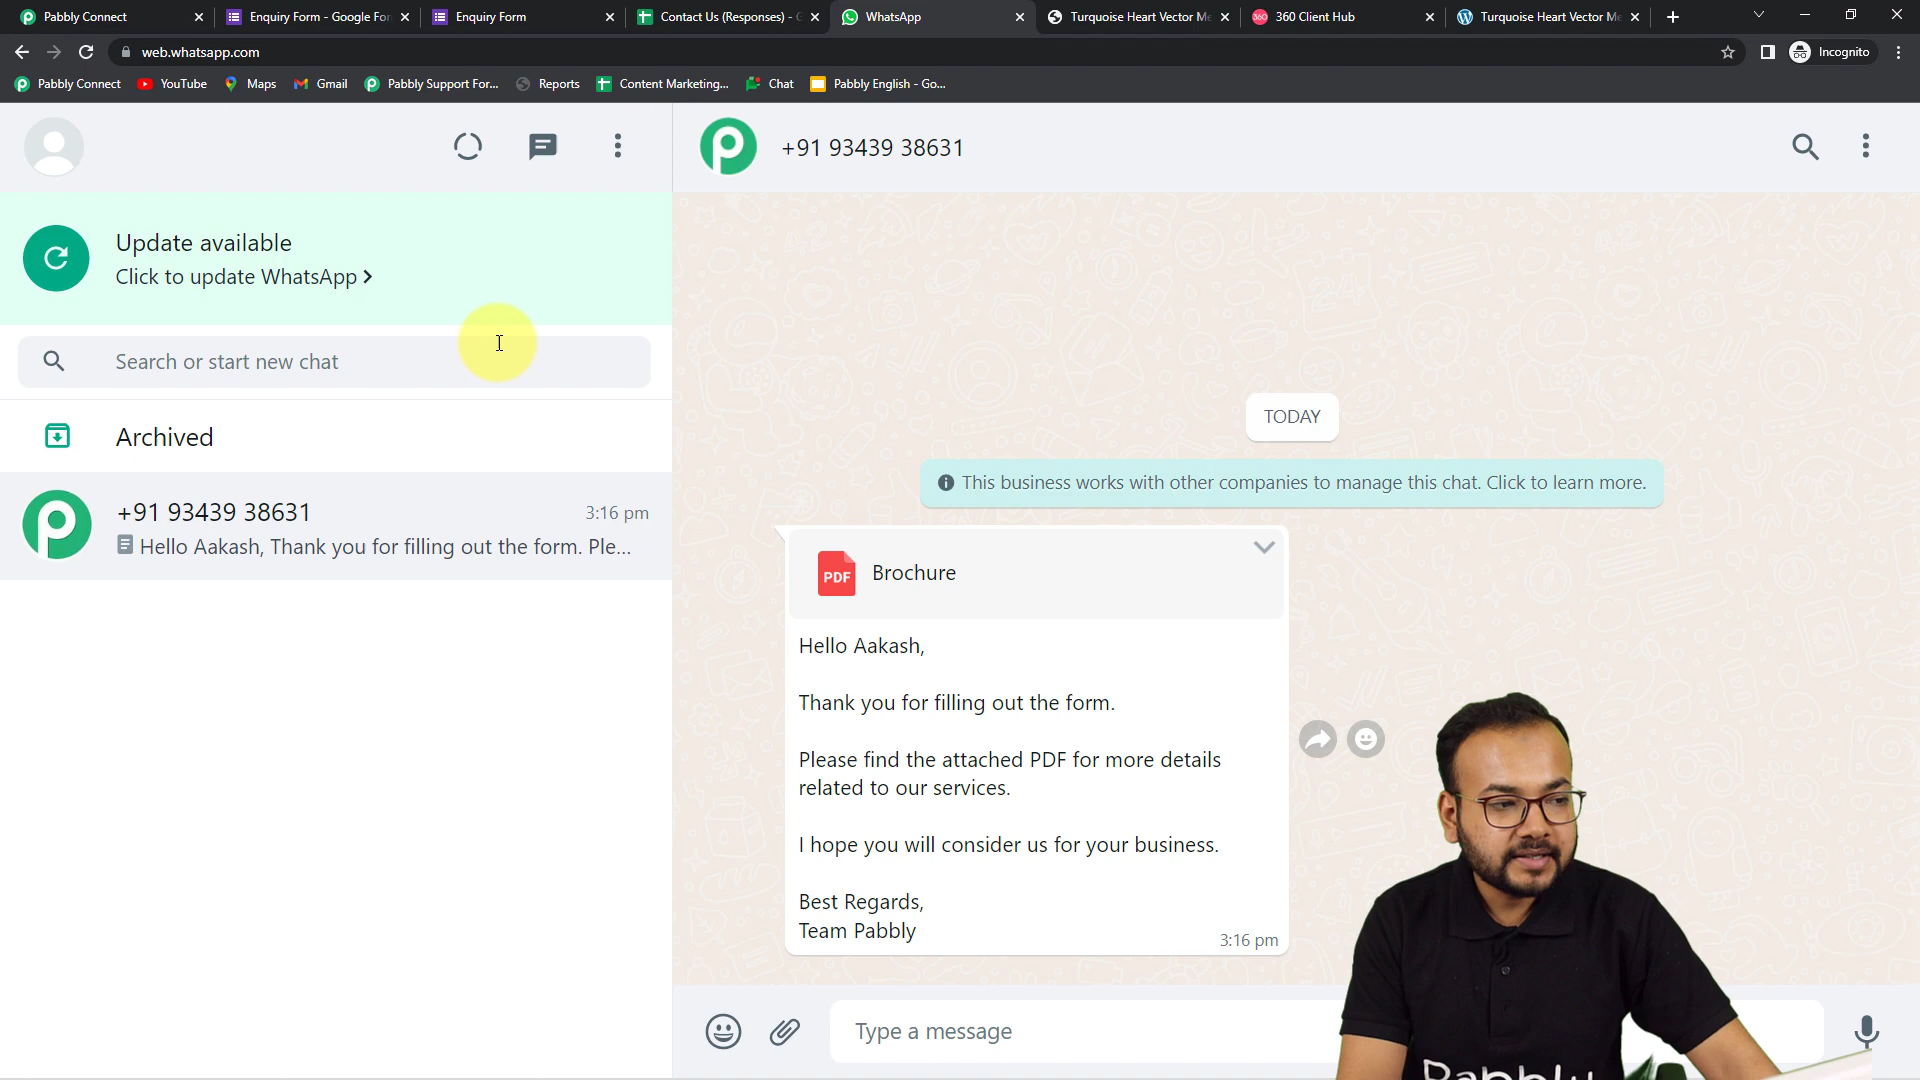 Pabbly Connect
Enquiry Form - Google For
Enquiry Form
Contact Us (Responses) - G
WhatsApp
Turquoise Heart Vector Me
360 Client Hub
Turquoise Heart Vector Me
web.whatsapp.com
Incognito
Pabbly Connect
YouTube
Maps
Gmail
Pabbly Support For...
Reports
Content Marketing...
Chat
Pabbly English - Go...
+91 93439 38631
Update available
Click to update WhatsApp
Search or start new chat
Archived
+91 93439 38631
3:16 pm
Hello Aakash, Thank you for filling out the form. Ple...
TODAY
This business works with other companies to manage this chat. Click to learn more.
PDF
Brochure
Hello Aakash,
Thank you for filling out the form.
Please find the attached PDF for more details
related to our services.
I hope you will consider us for your business.
Best Regards,
Team Pabbly
3:16 pm
Type a message
Pabbly